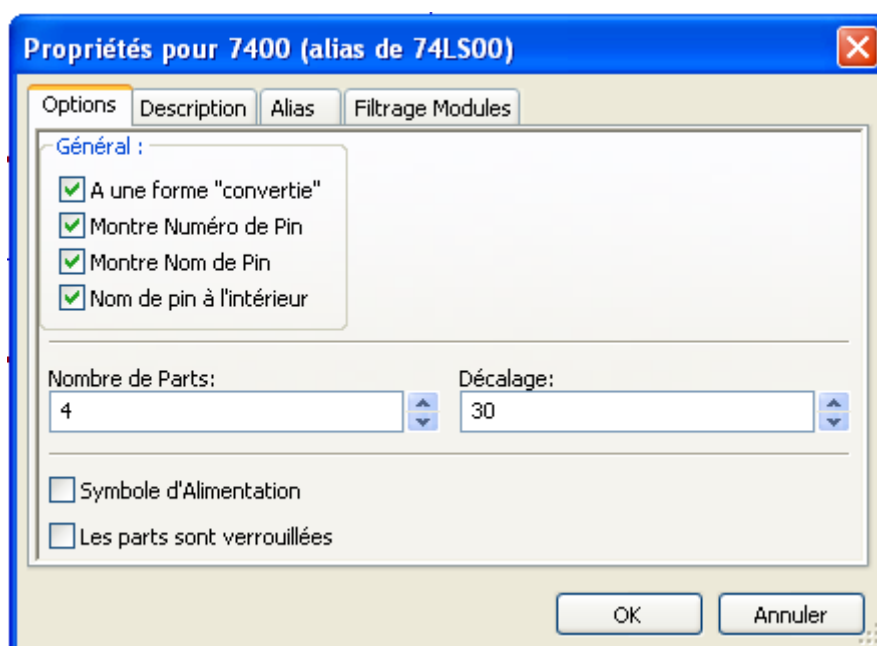 Propriétés pour 7400 (alias de 74LS00)
Options Description Alias Filtrage Modules
Général :
A une forme "convertie"
Montre Numéro de Pin
Montre Nom de Pin
Nom de pin à l'intérieur
Nombre de Parts: Décalage:
4 30
Symbole d'Alimentation
Les parts sont verrouillées
OK Annuler